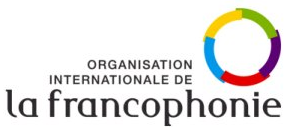 ORGANISATION
INTERNATIONALE DE
la francophonie